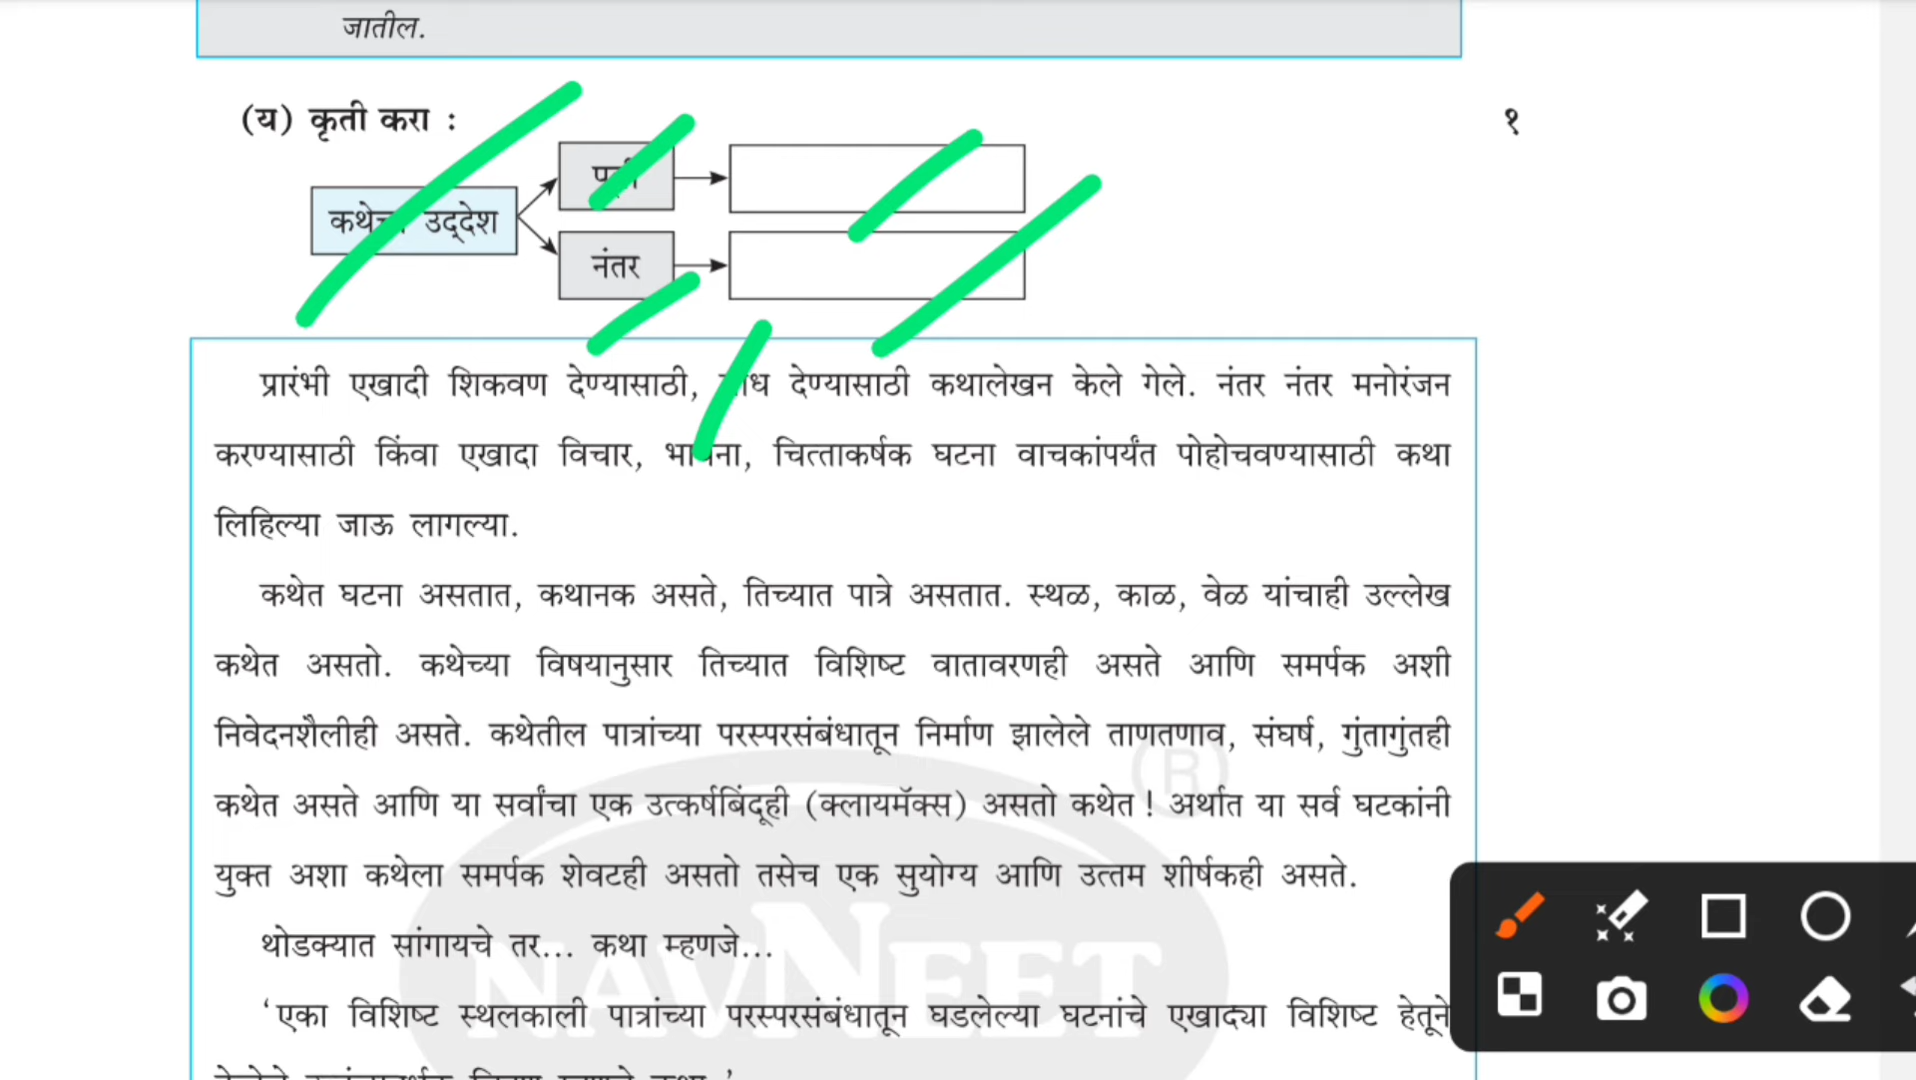 जातील.
(य) कृती करा :
१
कथेचा उद्देश
नंतर
प्रारंभी एखादी शिकवण देण्यासाठी, देण्यासाठी कथालेखन केले गेले. नंतर नंतर मनोरंजन
करण्यासाठी किंवा एखादा विचार, भावना, चित्ताकर्षक घटना वाचकांपर्यंत पोहोचवण्यासाठी कथा
लिहिल्या जाऊ लागल्या.
कथेत घटना असतात, कथानक असते, तिच्यात पात्रे असतात. स्थळ, काळ, वेळ यांचाही उल्लेख
कथेत असतो. कथेच्या विषयानुसार तिच्यात विशिष्ट वातावरणही असते आणि समर्पक अशी
निवेदनशैलीही असते. कथेतील पात्रांच्या परस्परसंबंधातून निर्माण झालेले ताणतणाव, संघर्ष, गुंतागुंतही
कथेत असते आणि या सर्वांचा एक उत्कर्षबिंदूही (क्लायमॅक्स) असतो कथेत ! अर्थात या सर्व घटकांनी
युक्त अशा कथेला समर्पक शेवटही असतो तसेच एक सुयोग्य आणि उत्तम शीर्षकही असते.
थोडक्यात सांगायचे तर... कथा म्हणजे...
‘एका विशिष्ट स्थलकाली पात्रांच्या परस्परसंबंधातून घडलेल्या घटनांचे एखाद्या विशिष्ट हेतूने
NAVNEET